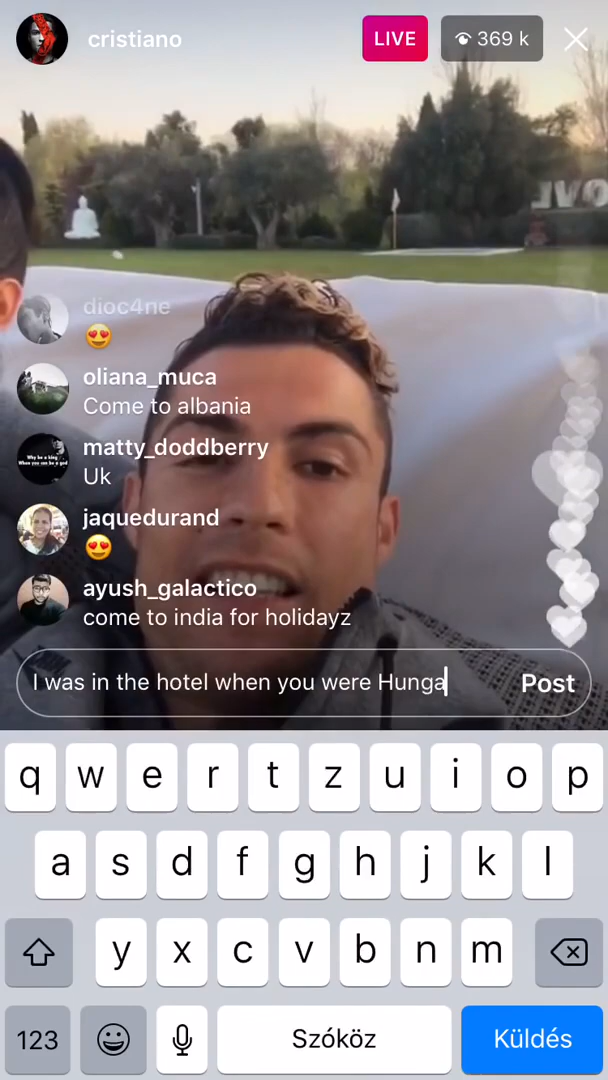 cristiano
LIVE
369 k
LOVE
dioc4ne
😍
oliana_muca
Come to albania
matty_doddberry
Uk
jaquedurand
😍
ayush_galactico
come to india for holidayz
I was in the hotel when you were Hunga
Post
q w e r t z u i o p
a s d f g h j k l
y x c v b n m
123
Szóköz
Küldés